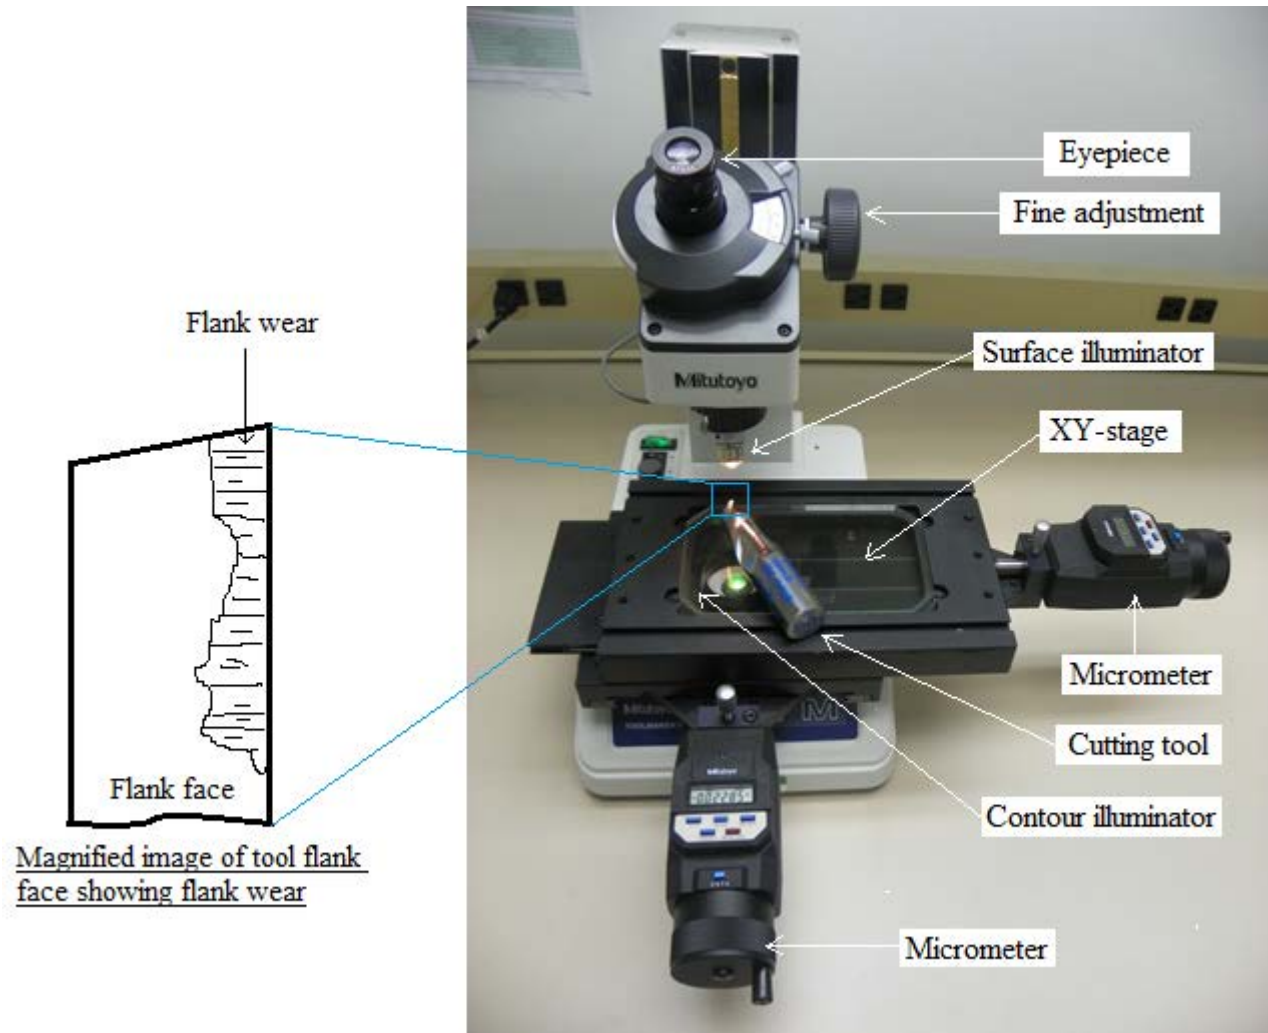 Eyepiece
Fine adjustment
Flank wear
Surface illuminator
Mitutoyo
XY-stage
Micrometer
Mitutoyo
M
Cutting tool
Flank face
Contour illuminator
Magnified image of tool flank
face showing flank wear
Micrometer